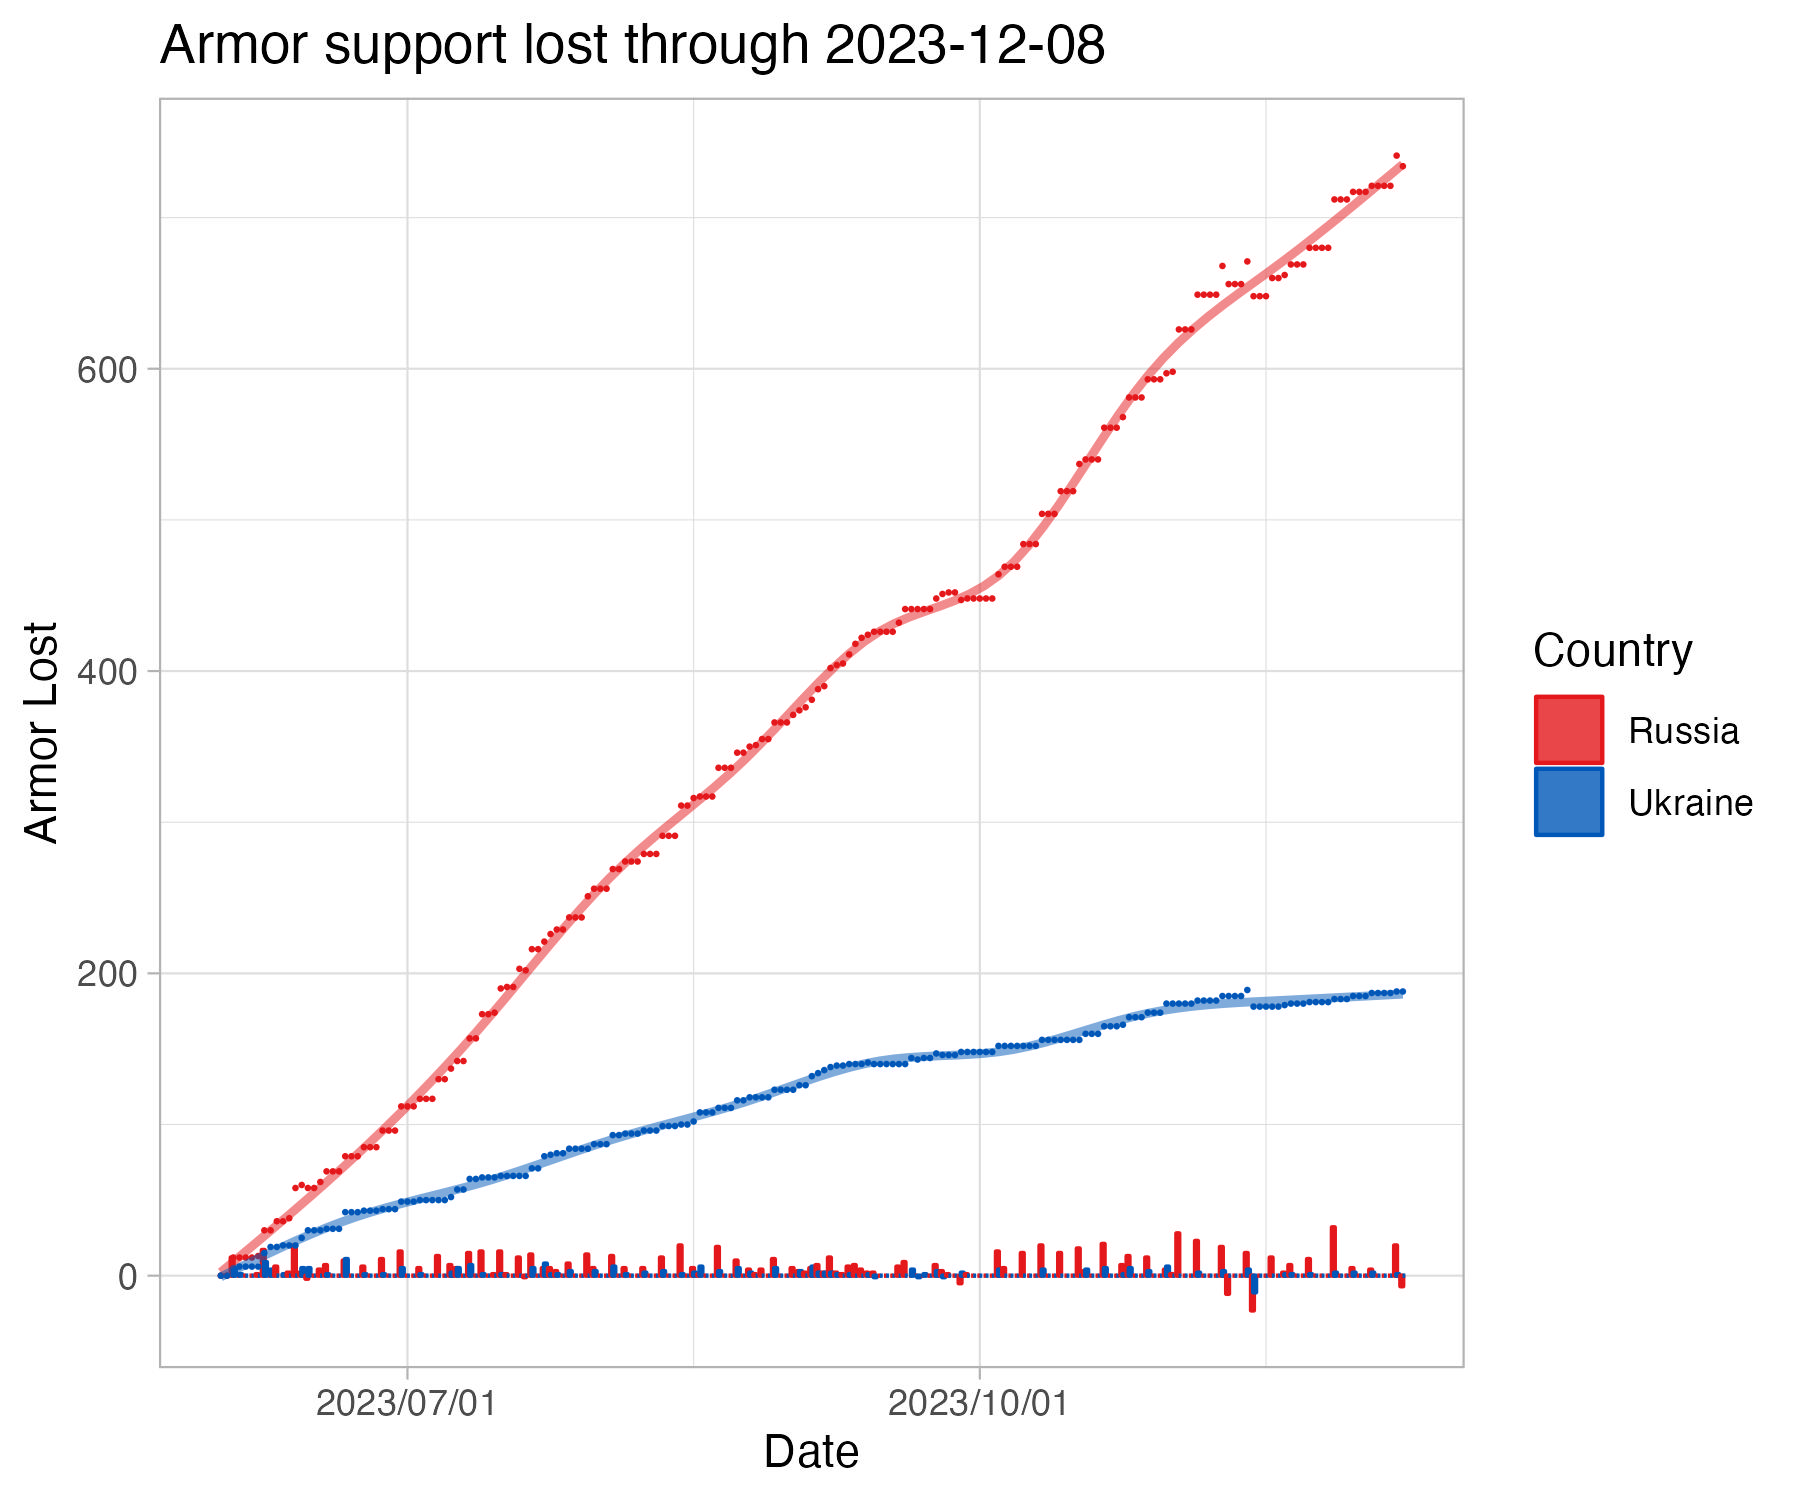 Armor support lost through 2023-12-08
Armor Lost
600
400
200
0
2023/07/01
2023/10/01
Date
Country
Russia
Ukraine